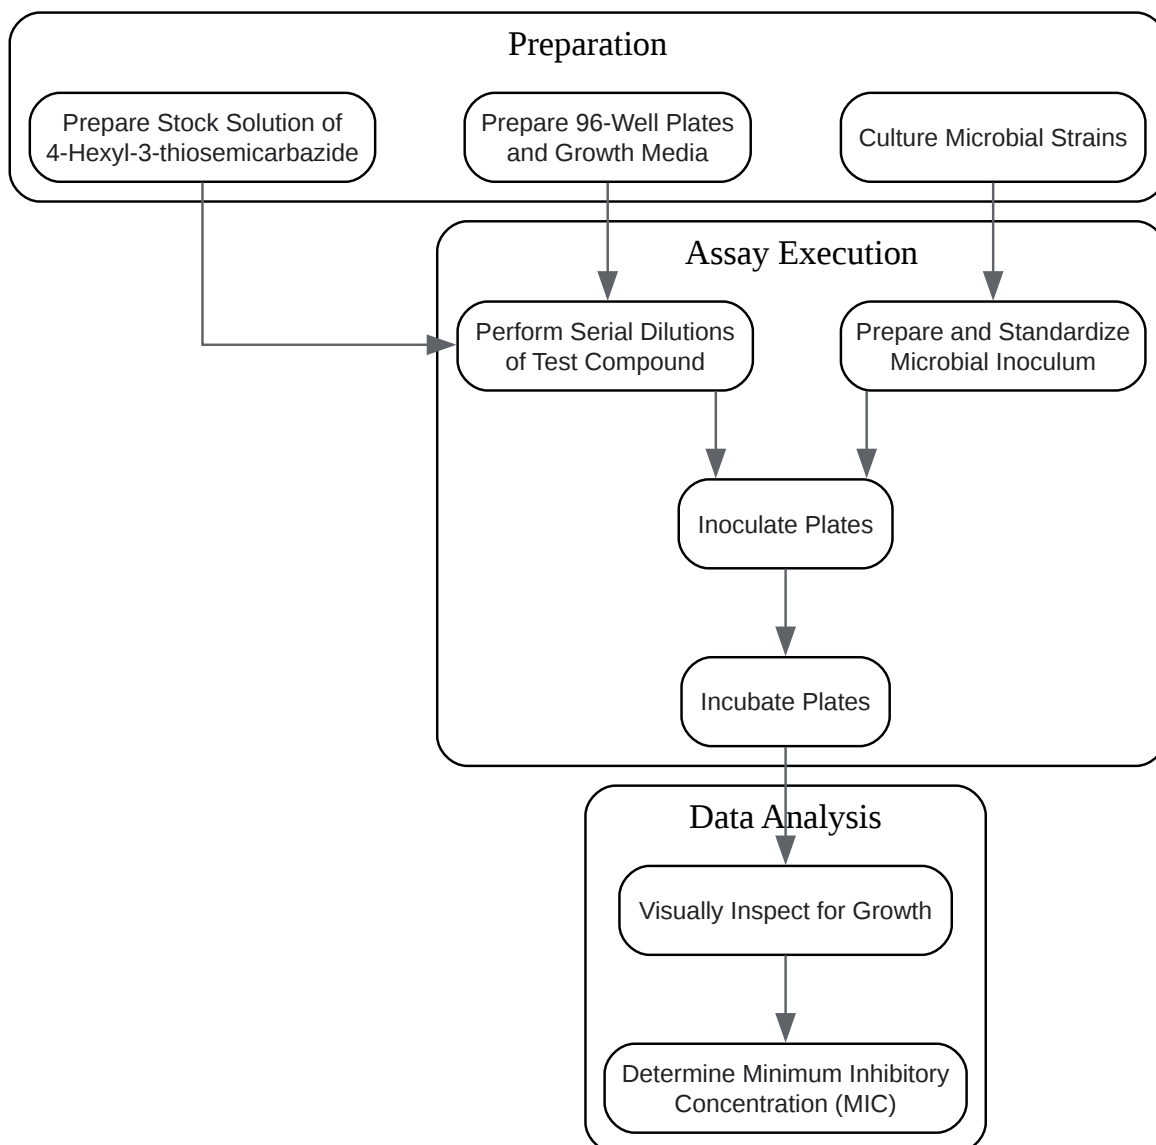 Preparation
Prepare Stock Solution of
4-Hexyl-3-thiosemicarbazide
Prepare 96-Well Plates
and Growth Media
Culture Microbial Strains
Assay Execution
Perform Serial Dilutions
of Test Compound
Prepare and Standardize
Microbial Inoculum
Inoculate Plates
Incubate Plates
Data Analysis
Visually Inspect for Growth
Determine Minimum Inhibitory
Concentration (MIC)